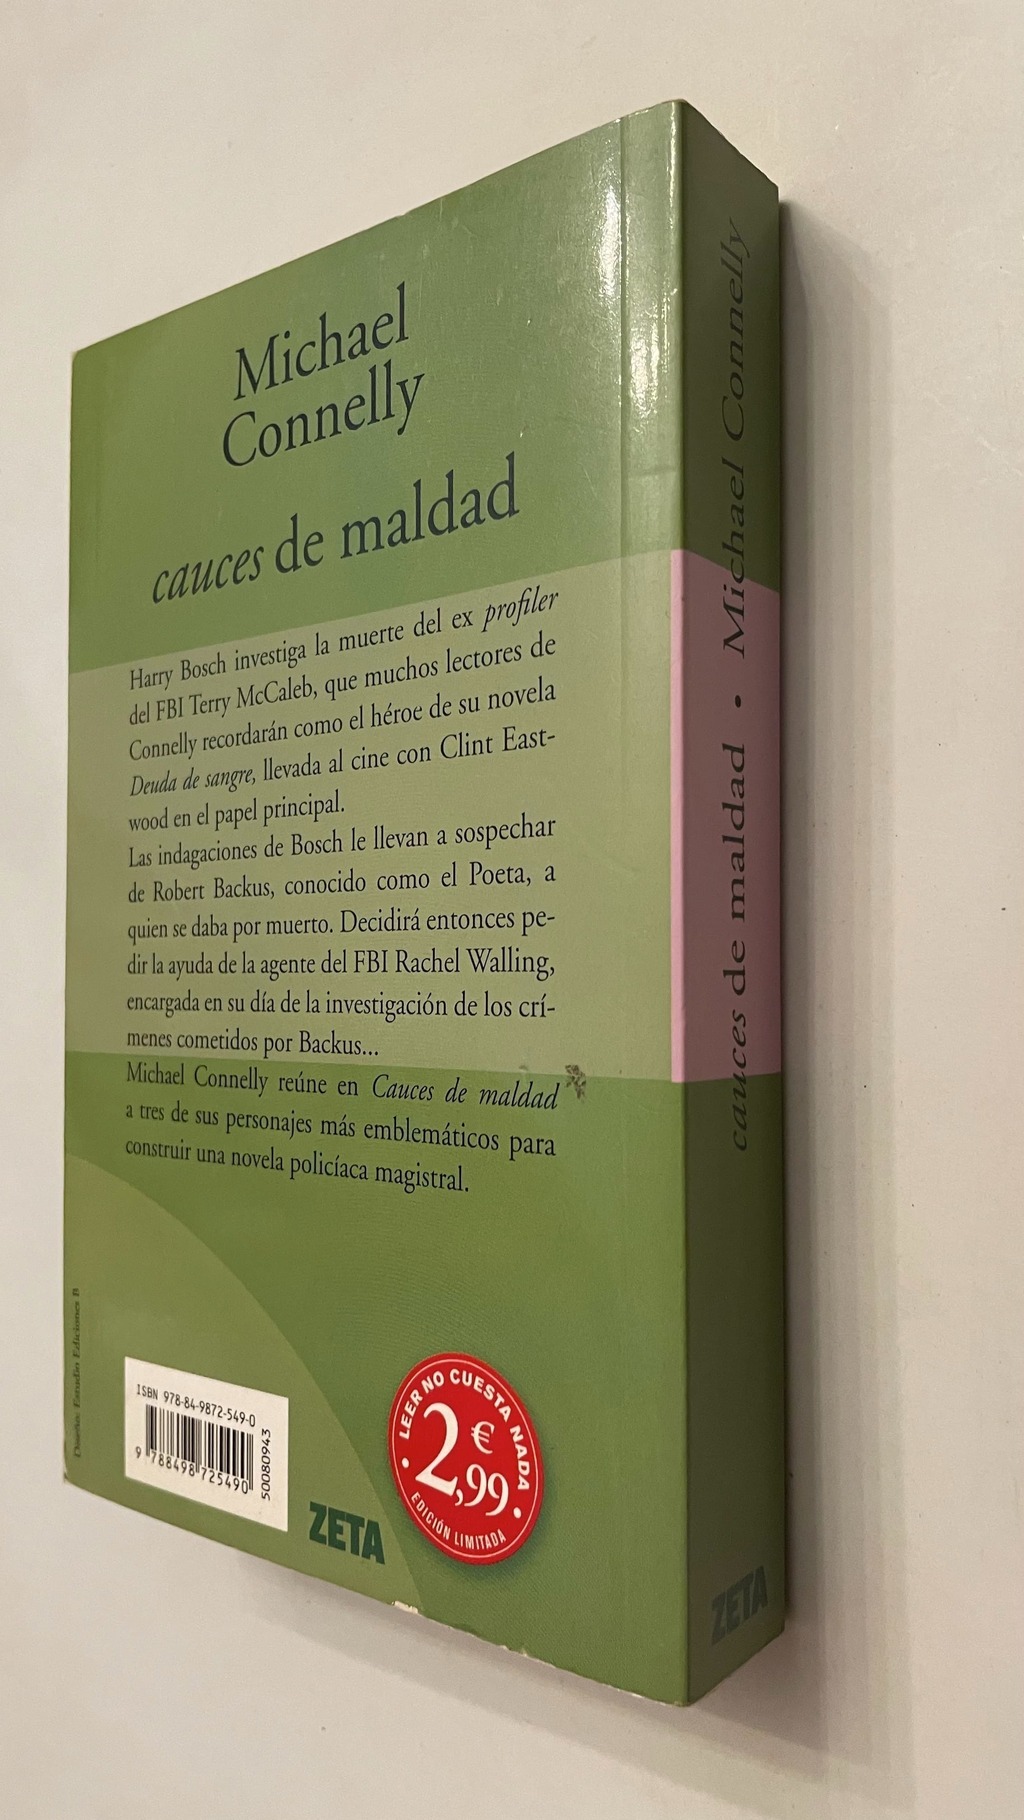 Michael
Connelly
cauces de maldad
Harry Bosch investiga la muerte del ex profiler
del FBI Terry McCaleb, que muchos lectores de
Connelly recordarán como el héroe de su novela
Deuda de sangre, llevada al cine con Clint East-
wood en el papel principal.
Las indagaciones de Bosch le llevan a sospechar
de Robert Backus, conocido como el Poeta, a
quien se daba por muerto. Decidirá entonces pe-
dir la ayuda de la agente del FBI Rachel Walling,
encargada en su día de la investigación de los crí-
menes cometidos por Backus...
Michael Connelly reúne en Cauces de maldad
a tres de sus personajes más emblemáticos para
construir una novela policíaca magistral.
Diseño: Estudio Ediciones B
ISBN 978-84-9872-549-0
9 788498 725490
50080943
ZETA
LEER NO CUESTA NADA
2,99 €
EDICIÓN LIMITADA
cauces de maldad • Michael Connelly
ZETA